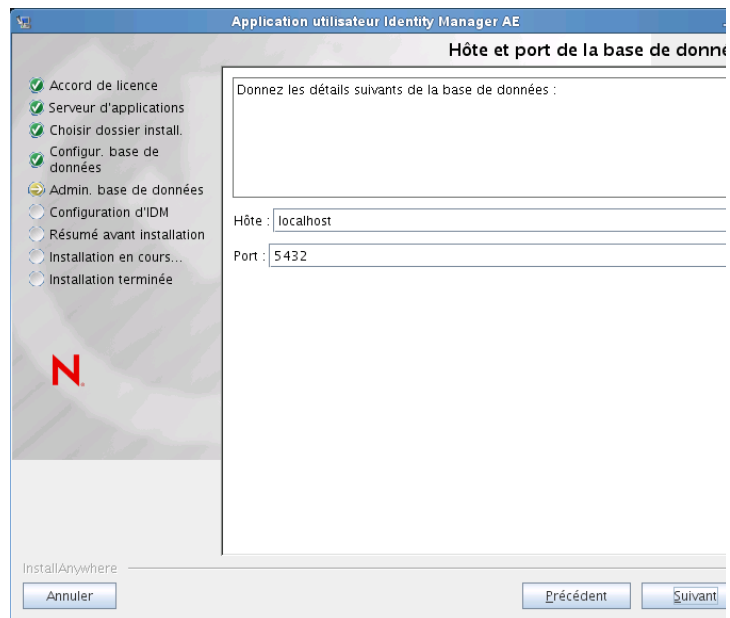 Application utilisateur Identity Manager AE
Hôte et port de la base de donné
Accord de licence
Serveur d'applications
Choisir dossier install.
Configur. base de
données
Admin. base de données
Configuration d'IDM
Résumé avant installation
Installation en cours...
Installation terminée
N.
Donnez les détails suivants de la base de données :
Hôte : localhost
Port : 5432
InstallAnywhere
Annuler
Précédent
Suivant